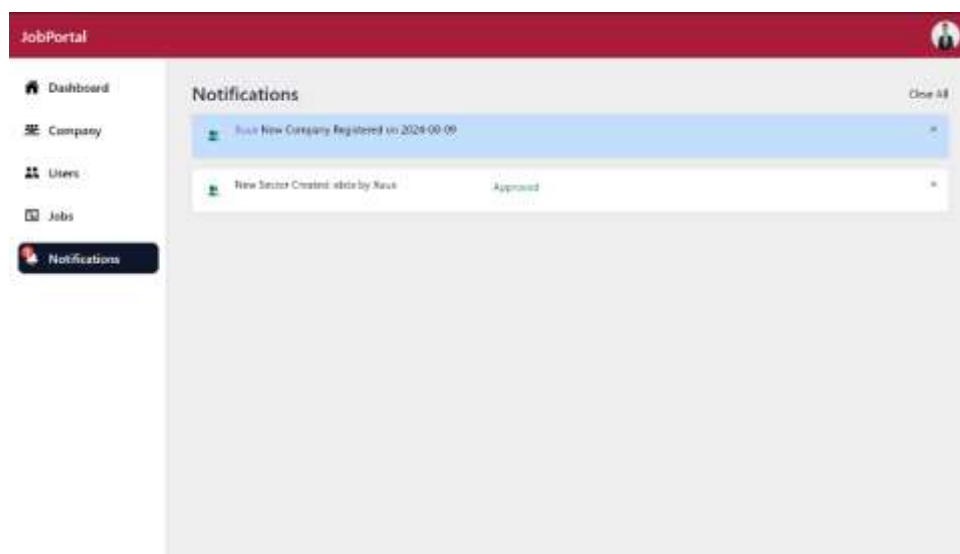 JobPortal
Dashboard
Notifications
Clear All
New Company Registered on 2024-08-09
Company
Users
New Sector Created by
Approved
Jobs
Notifications